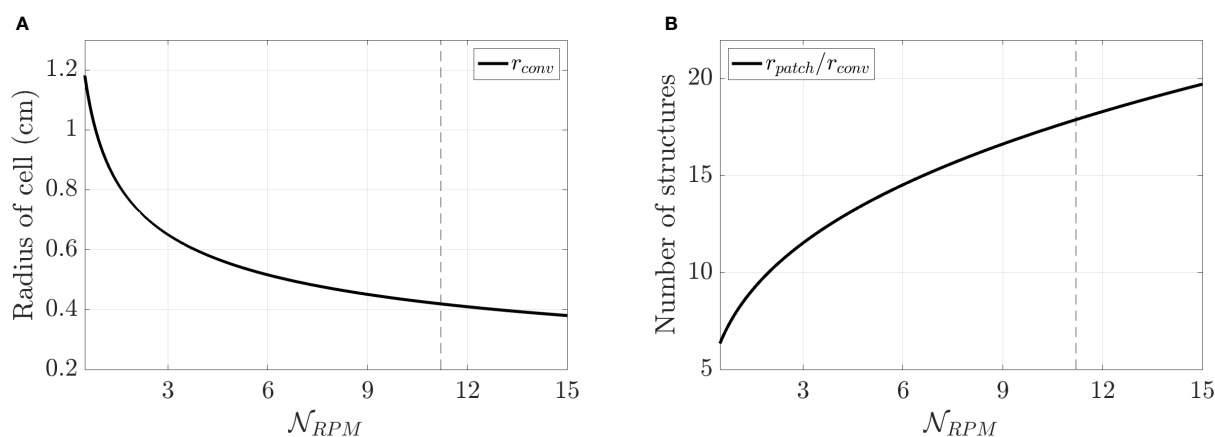 A
Radius of cell (cm)
1.2
1
0.8
0.6
0.4
0.2
r_conv
3 6 9 12 15
N_RPM
B
Number of structures
20
15
10
5
r_patch/r_conv
3 6 9 12 15
N_RPM